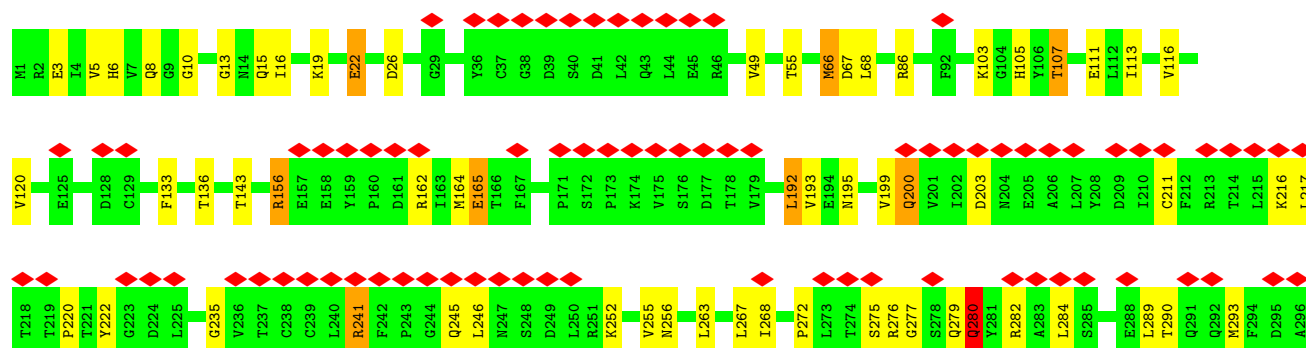 M1 R2 E3 I4 V5 H6 V7 Q8 G9 G10 G13 N14 Q15 I16 K19 E22 D26 G29 Y36 C37 G38 D39 S40 D41 L42 Q43 L44 E45 R46 V49 T55 M66 D67 L68 R86 F92 K103 G104 H105 Y106 T107 E111 L112 I113 V116
V120 E125 D128 C129 F133 T136 T143 R156 E157 E158 Y159 P160 D161 R162 I163 M164 E165 T166 F167 P171 S172 P173 K174 V175 S176 D177 T178 V179 L192 V193 E194 N195 V199 Q200 V201 I202 D203 N204 E205 A206 L207 Y208 D209 I210 C211 F212 R213 T214 L215 K216 L217
T218 T219 P220 T221 Y222 G223 D224 L225 G235 V236 T237 C238 C239 L240 R241 F242 P243 G244 Q245 L246 N247 S248 D249 L250 R251 K252 V255 N256 L263 L267 I268 P272 L273 T274 S275 R276 G277 S278 Q279 Q280 Y281 R282 A283 L284 S285 E288 L289 T290 Q291 Q292 M293 F294 D295 A296